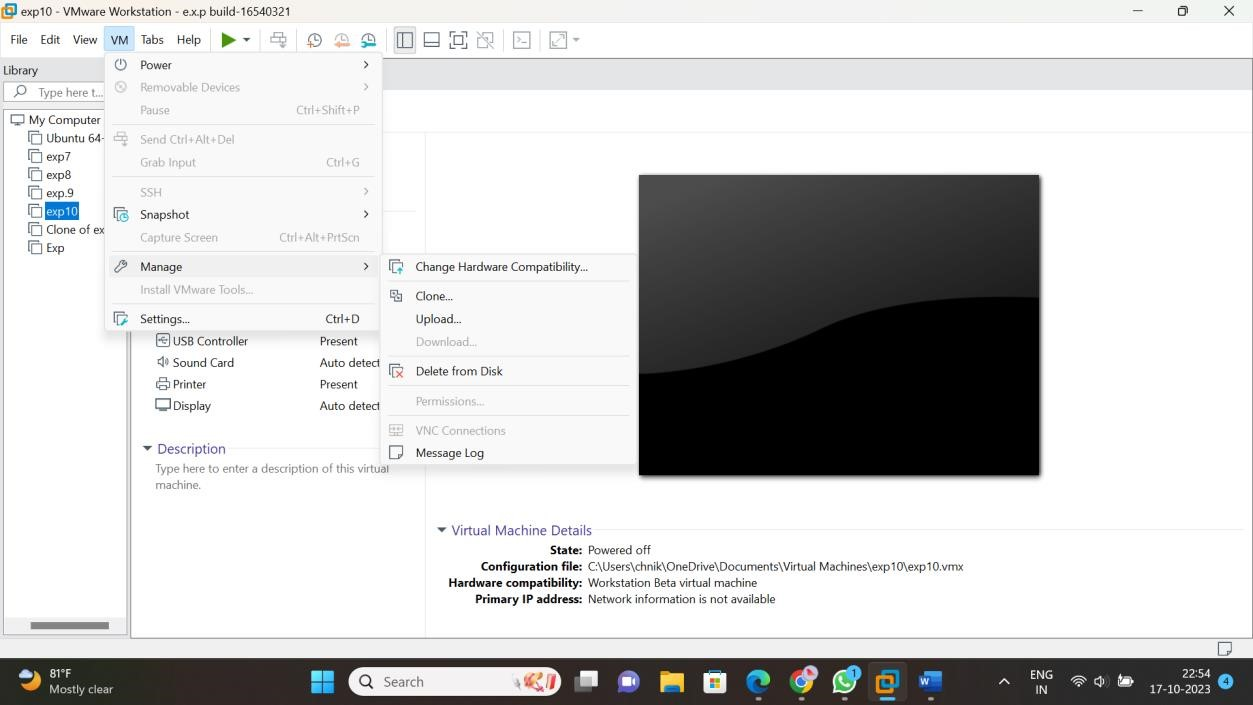 exp10 - VMware Workstation - e.x.p build-16540321
File Edit View VM Tabs Help
Library
Type here t...
My Computer
Ubuntu 64-
exp7
exp8
exp.9
exp10
Clone of ex
Exp
Power
Removable Devices
Pause Ctrl+Shift+P
Send Ctrl+Alt+Del
Grab Input Ctrl+G
SSH
Snapshot
Capture Screen Ctrl+Alt+PrtScn
Manage
Install VMware Tools...
Settings... Ctrl+D
Change Hardware Compatibility...
Clone...
Upload...
Download...
Delete from Disk
Permissions...
VNC Connections
Message Log
USB Controller Present
Sound Card Auto detect
Printer Present
Display Auto detect
Description
Type here to enter a description of this virtual
machine.
Virtual Machine Details
State: Powered off
Configuration file: C:\Users\chnik\OneDrive\Documents\Virtual Machines\exp10\exp10.vmx
Hardware compatibility: Workstation Beta virtual machine
Primary IP address: Network information is not available
81°F
Mostly clear
Search
1
ENG
IN
22:54
17-10-2023
4